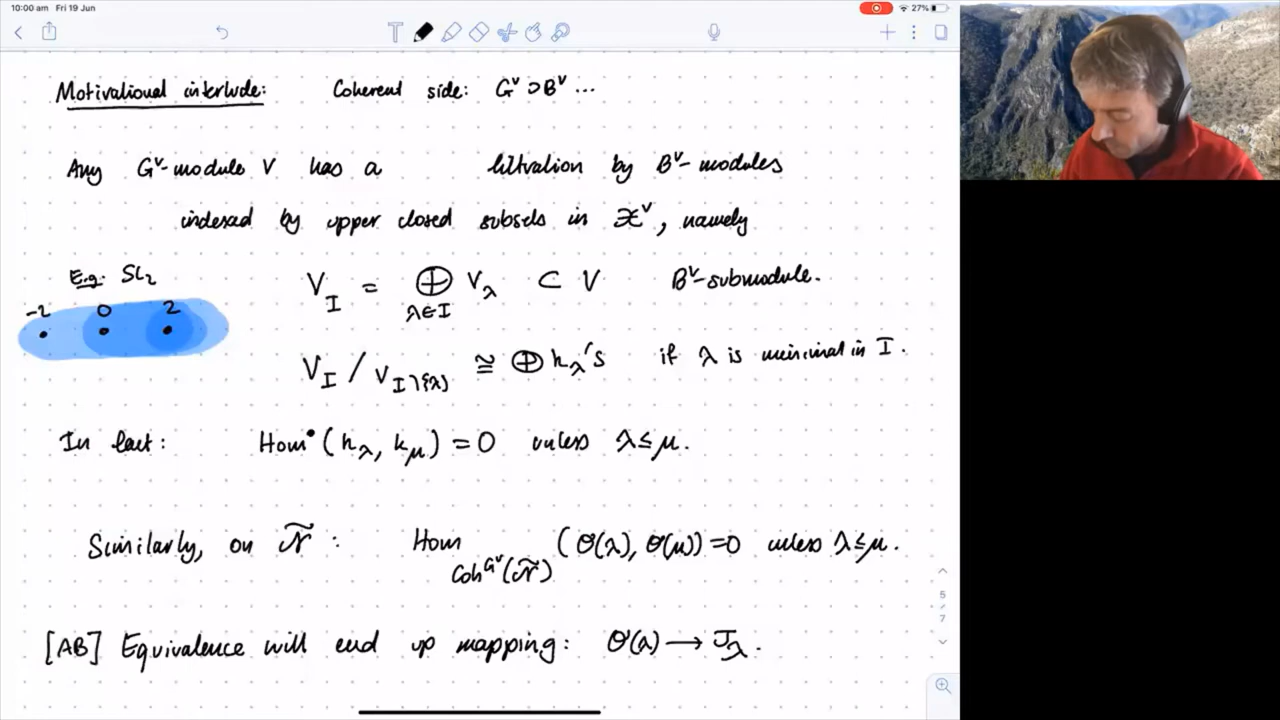 10:00 am Fri 19 Jun
27%
Motivational interlude: Coherent side: G^∨ ⊃ B^∨ ...
Any G^∨-module V has a filtration by B^∨-modules
indexed by upper closed subsets in 𝒳^∨, namely
E.g. SL₂
-2 0 2
V_I = ⊕_{λ∈I} V_λ ⊂ V B^∨-submodule.
V_I / V_{I∖{λ}} ≅ ⊕ k_λ's if λ is minimal in I.
In fact: Hom^•(k_λ, k_μ) = 0 unless λ ≤ μ.
Similarly, on 𝒩̃ : Hom_{Coh^{G^∨}(𝒩̃)} (O(λ), O(μ)) = 0 unless λ ≤ μ.
[AB] Equivalence will end up mapping: O(λ) → J_λ.
5
/
7